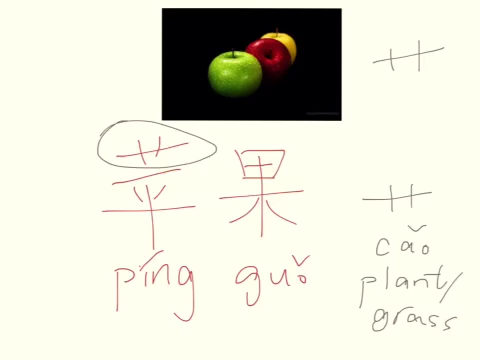 艹
苹果
píng guǒ
艹
cǎo
plant/
grass